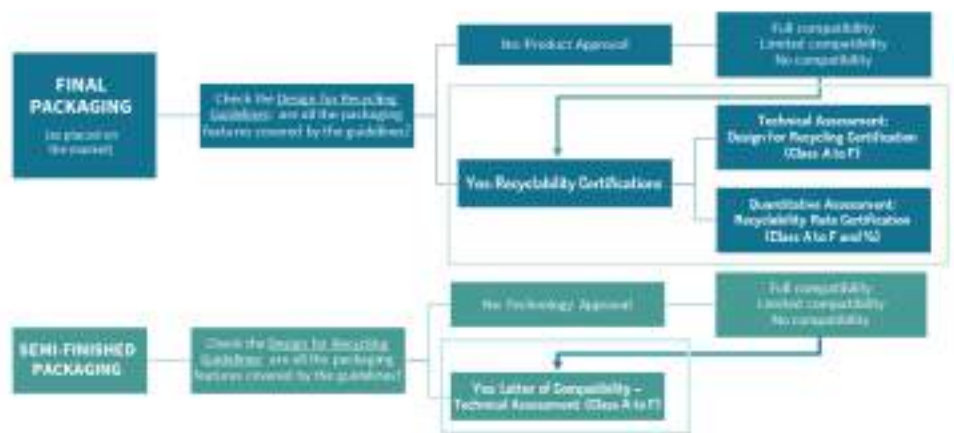 FINAL
PACKAGING
(as placed on
the market)
Check the Design for Recycling
Guidelines: are all the packaging
features covered by the guidelines?
No: Product Approval
Full compatibility
Limited compatibility
No compatibility
Yes: Recyclability Certifications
Technical Assessment:
Design for Recycling Certification
(Class A to F)
Quantitative Assessment:
Recyclability Rate Certification
(Class A to F and %)
SEMI-FINISHED
PACKAGING
Check the Design for Recycling
Guidelines: are all the packaging
features covered by the guidelines?
No: Technology Approval
Full compatibility
Limited compatibility
No compatibility
Yes: Letter of Compatibility –
Technical Assessment: (Class A to F)